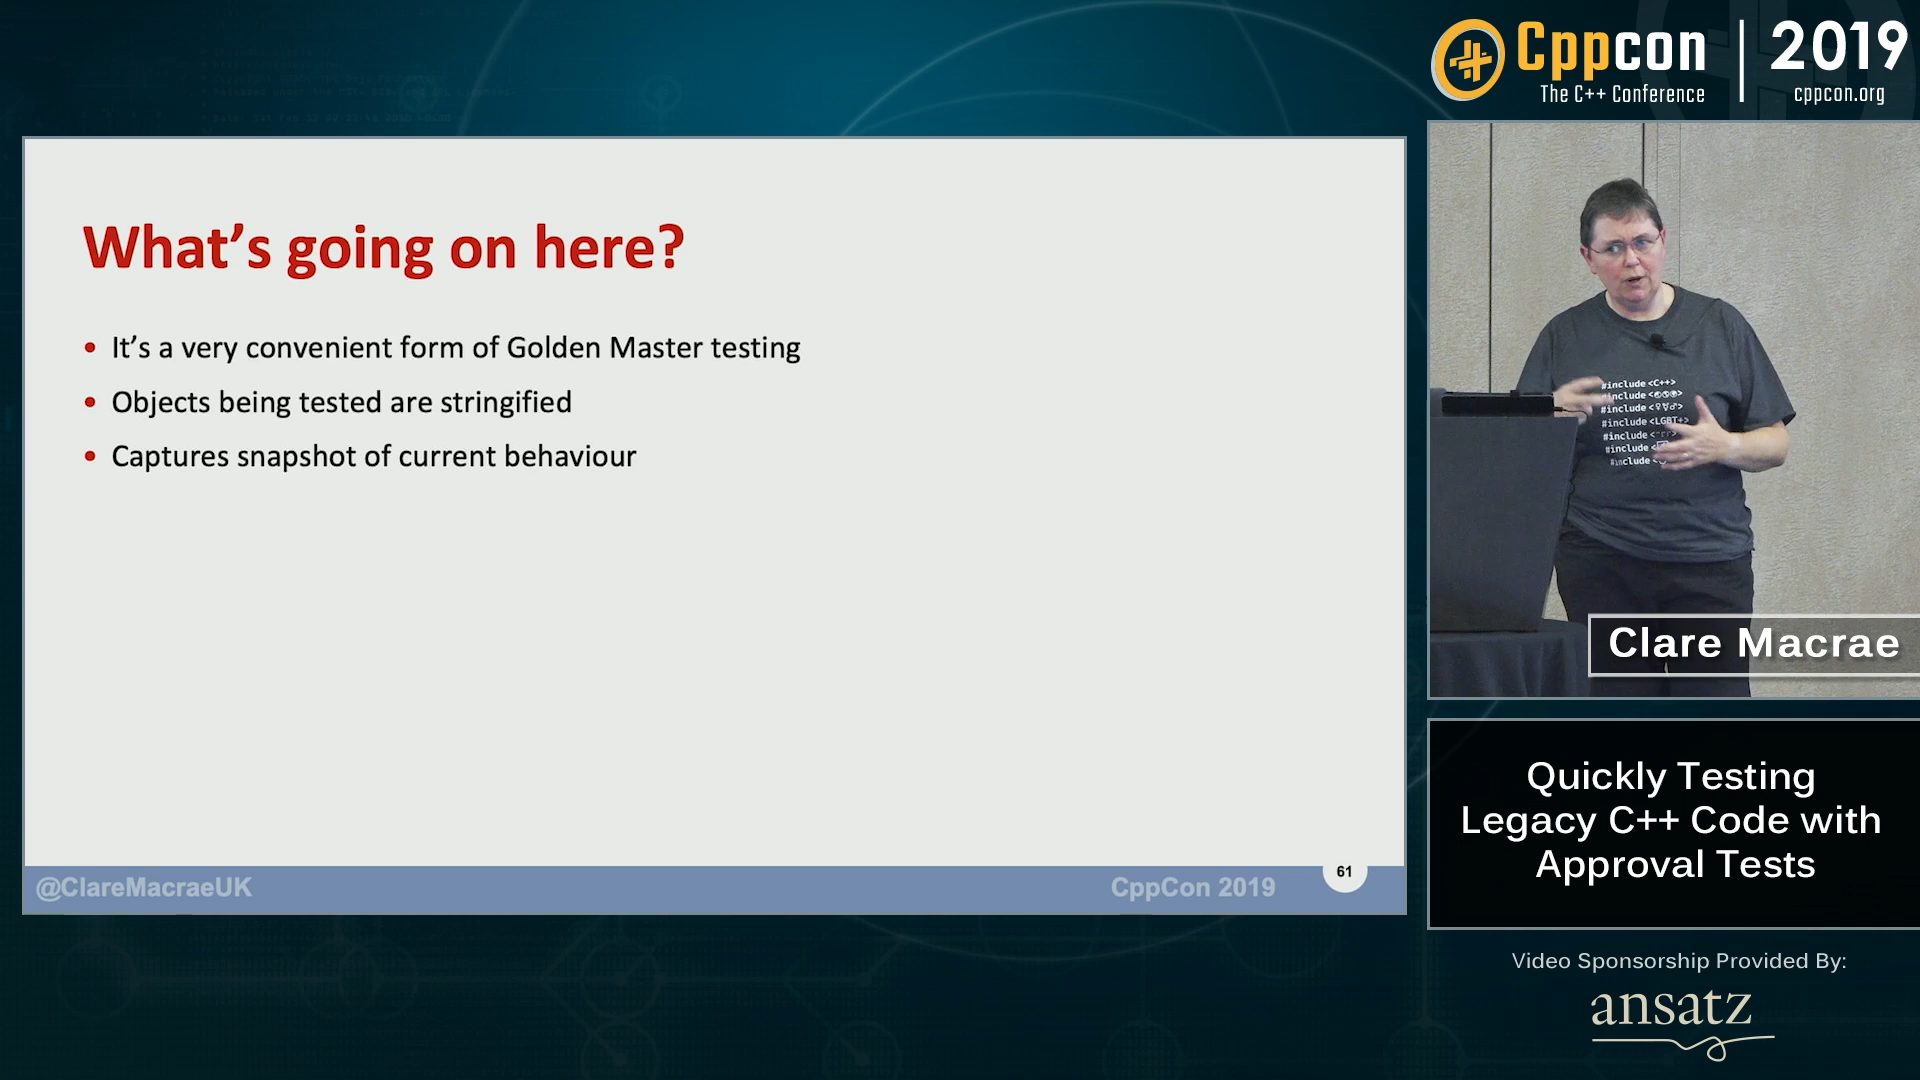 Cppcon | 2019
The C++ Conference
cppcon.org
What's going on here?
• It's a very convenient form of Golden Master testing
• Objects being tested are stringified
• Captures snapshot of current behaviour
@ClareMacraeUK
CppCon 2019
61
#include <C++>
#include
#include <♀⚧♂>
#include <LGBT+>
#include
#include
#include
Clare Macrae
Quickly Testing
Legacy C++ Code with
Approval Tests
Video Sponsorship Provided By:
ansatz